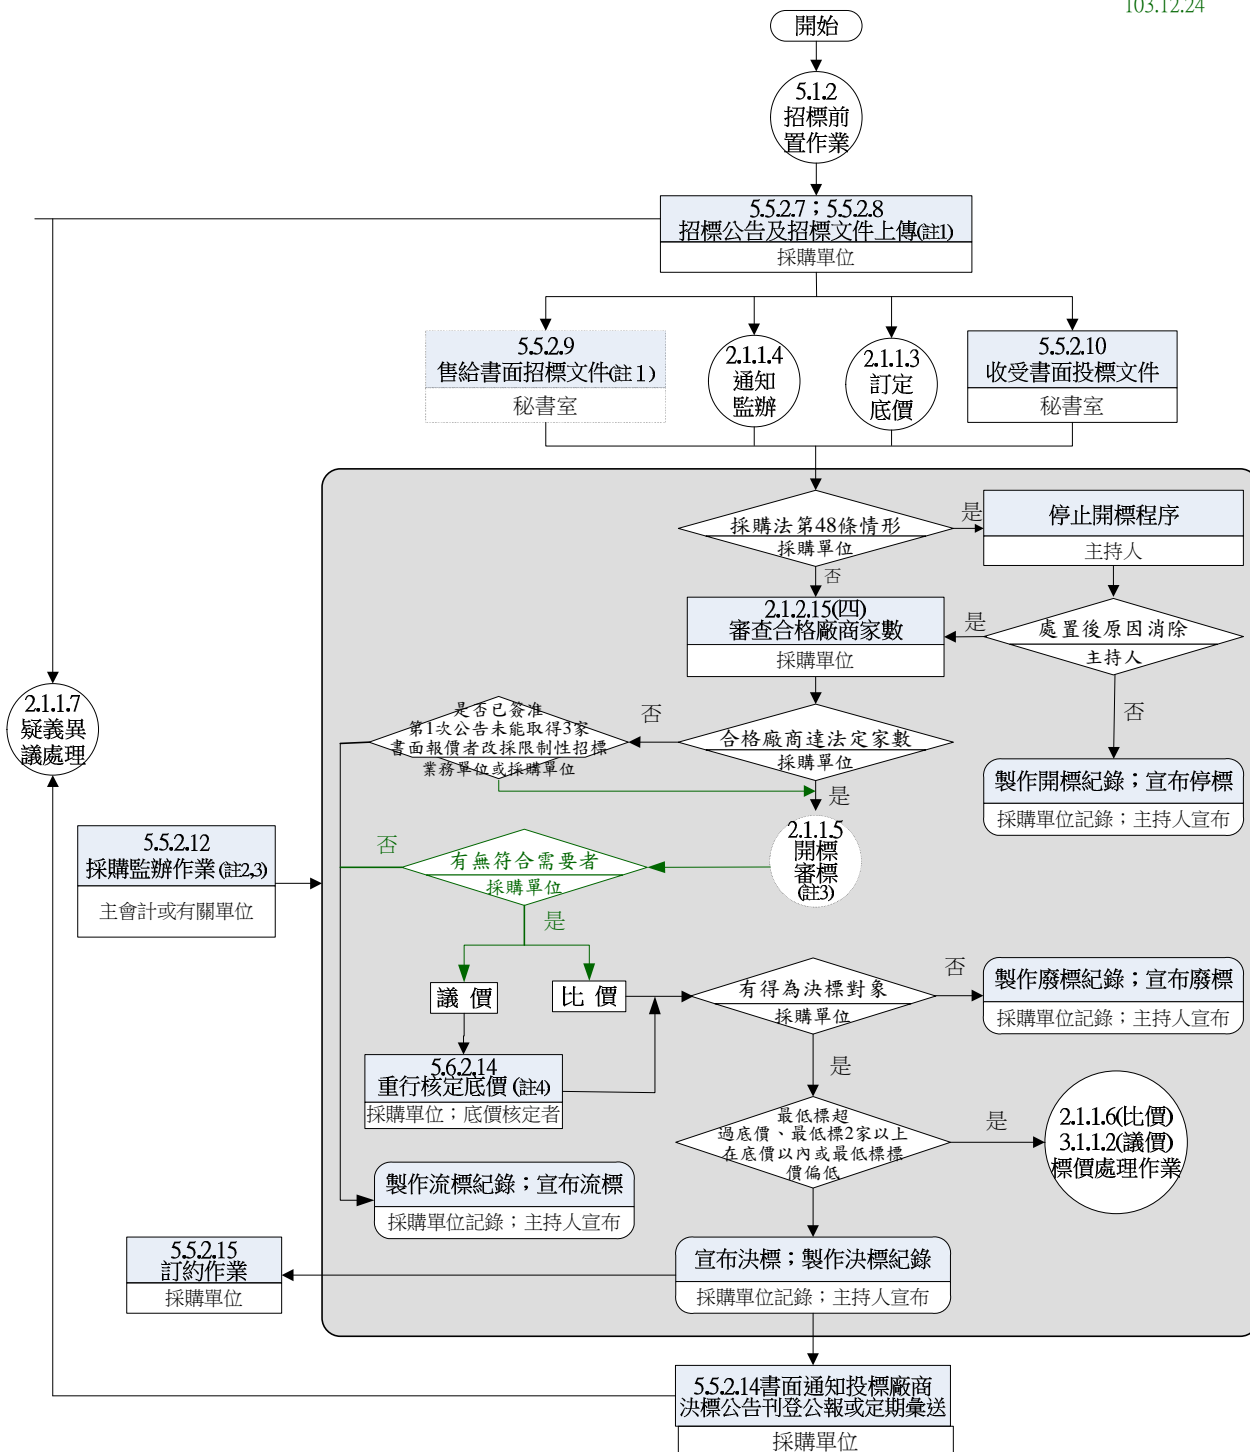 103.12.24
開始
5.1.2
招標前
置作業
5.5.2.7；5.5.2.8
招標公告及招標文件上傳(註1)
採購單位
5.5.2.9
售給書面招標文件(註1)
秘書室
2.1.1.4
通知
監辦
2.1.1.3
訂定
底價
5.5.2.10
收受書面投標文件
秘書室
採購法第48條情形
採購單位
是
停止開標程序
主持人
否
2.1.2.15(四)
審查合格廠商家數
採購單位
是
處置後原因消除
主持人
否
製作開標紀錄；宣布停標
採購單位記錄；主持人宣布
2.1.1.7
疑義異
議處理
是否已簽准
第1次公告未能取得3家
書面報價者改採限制性招標
業務單位或採購單位
否
合格廠商達法定家數
採購單位
是
2.1.1.5
開標
審標
(註3)
5.5.2.12
採購監辦作業(註2,3)
主會計或有關單位
否
有無符合需要者
採購單位
是
議 價
比 價
有得為決標對象
採購單位
否
製作廢標紀錄；宣布廢標
採購單位記錄；主持人宣布
5.6.2.14
重行核定底價(註4)
採購單位；底價核定者
是
最低標超
過底價、最低標2家以上
在底價以內或最低標標
價偏低
是
2.1.1.6(比價)
3.1.1.2(議價)
標價處理作業
製作流標紀錄；宣布流標
採購單位記錄；主持人宣布
5.5.2.15
訂約作業
採購單位
宣布決標；製作決標紀錄
採購單位記錄；主持人宣布
5.5.2.14書面通知投標廠商
決標公告刊登公報或定期彙送
採購單位